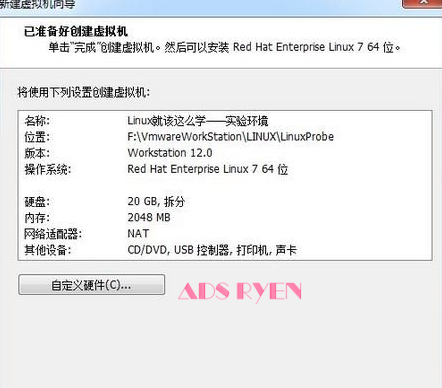 新建虚拟机向导
已准备好创建虚拟机
单击"完成"创建虚拟机。然后可以安装 Red Hat Enterprise Linux 7 64 位。
将使用下列设置创建虚拟机:
名称: Linux就该这么学——实验环境
位置: F:\VmwareWorkStation\LINUX\LinuxProbe
版本: Workstation 12.0
操作系统: Red Hat Enterprise Linux 7 64 位
硬盘: 20 GB, 拆分
内存: 2048 MB
网络适配器: NAT
其他设备: CD/DVD, USB 控制器, 打印机, 声卡
自定义硬件(C)...
ADS RYEN